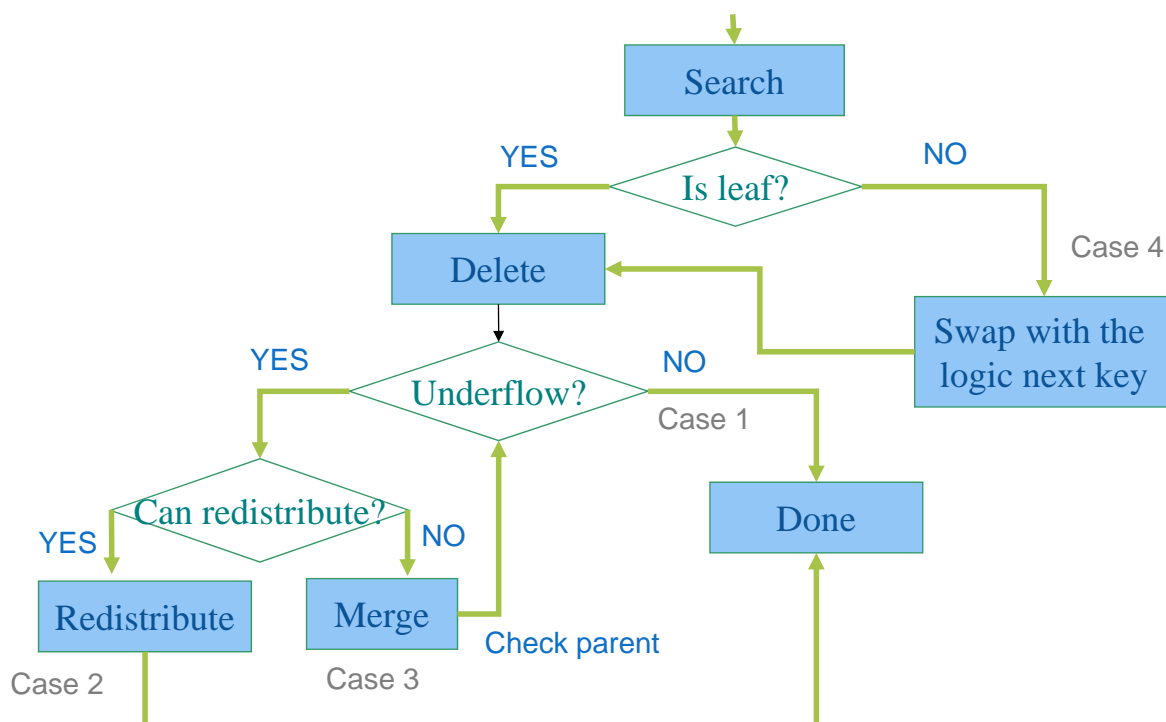 Search
YES
NO
Is leaf?
Case 4
Delete
Swap with the
logic next key
YES
NO
Underflow?
Case 1
Can redistribute?
YES
NO
Done
Redistribute
Merge
Check parent
Case 2
Case 3